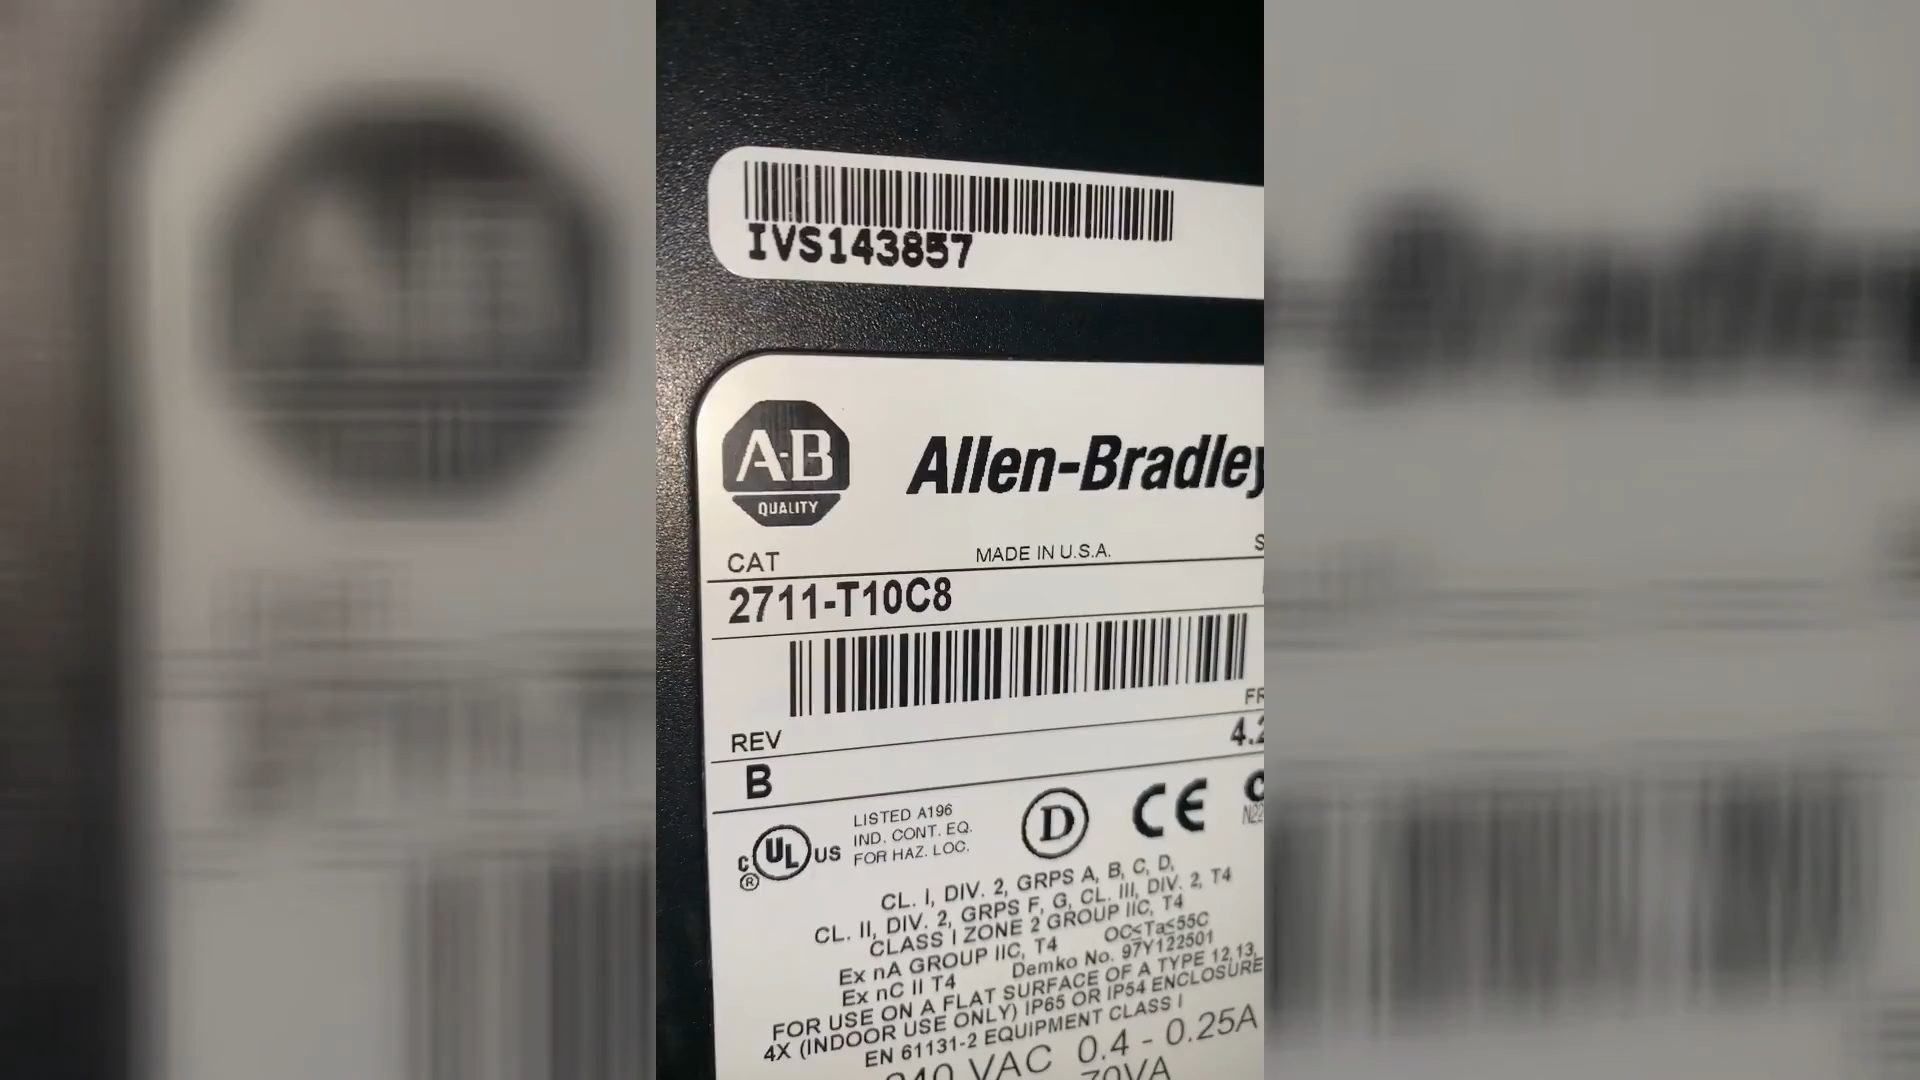 IVS143857
A-B
QUALITY
Allen-Bradley
CAT
MADE IN U.S.A.
2711-T10C8
REV
B
4.2
LISTED A196
IND. CONT. EQ.
FOR HAZ. LOC.
C UL US
®
D
CE
CL. I, DIV. 2, GRPS A, B, C, D,
CL. II, DIV. 2, GRPS F, G, CL. III, DIV. 2, T4
CLASS I ZONE 2 GROUP IIC, T4
Ex nA GROUP IIC, T4 OC≤Ta≤55C
Ex nC II T4 Demko No. 97Y122501
FOR USE ON A FLAT SURFACE OF A TYPE 12,13,
4X (INDOOR USE ONLY) IP65 OR IP54 ENCLOSURE
EN 61131-2 EQUIPMENT CLASS I
VAC 0.4 - 0.25A
70VA